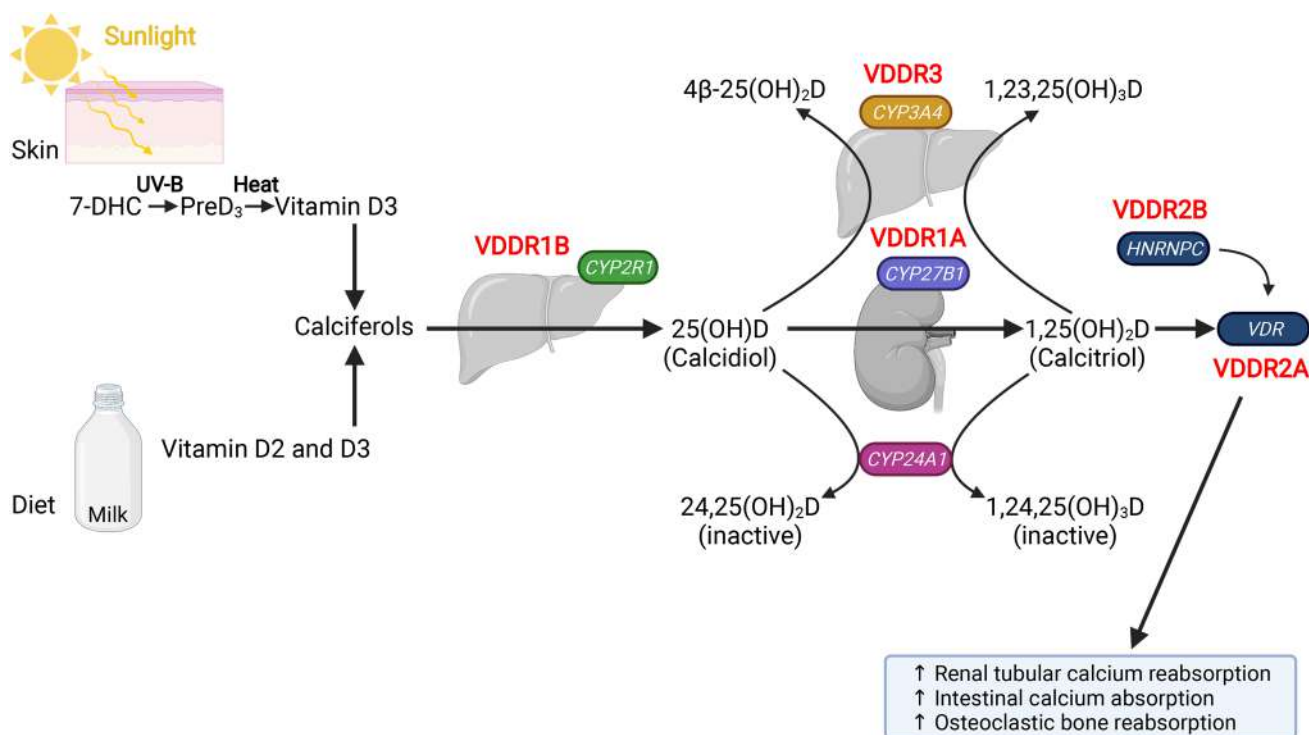 Sunlight
Skin
UV-B Heat
7-DHC → PreD₃ → Vitamin D3
Calciferols
Vitamin D2 and D3
Diet
Milk
VDDR1B
CYP2R1
25(OH)D
(Calcidiol)
4β-25(OH)₂D
VDDR3
CYP3A4
1,23,25(OH)₃D
VDDR1A
CYP27B1
1,25(OH)₂D
(Calcitriol)
VDDR2B
HNRNPC
VDR
VDDR2A
CYP24A1
24,25(OH)₂D
(inactive)
1,24,25(OH)₃D
(inactive)
↑ Renal tubular calcium reabsorption
↑ Intestinal calcium absorption
↑ Osteoclastic bone reabsorption